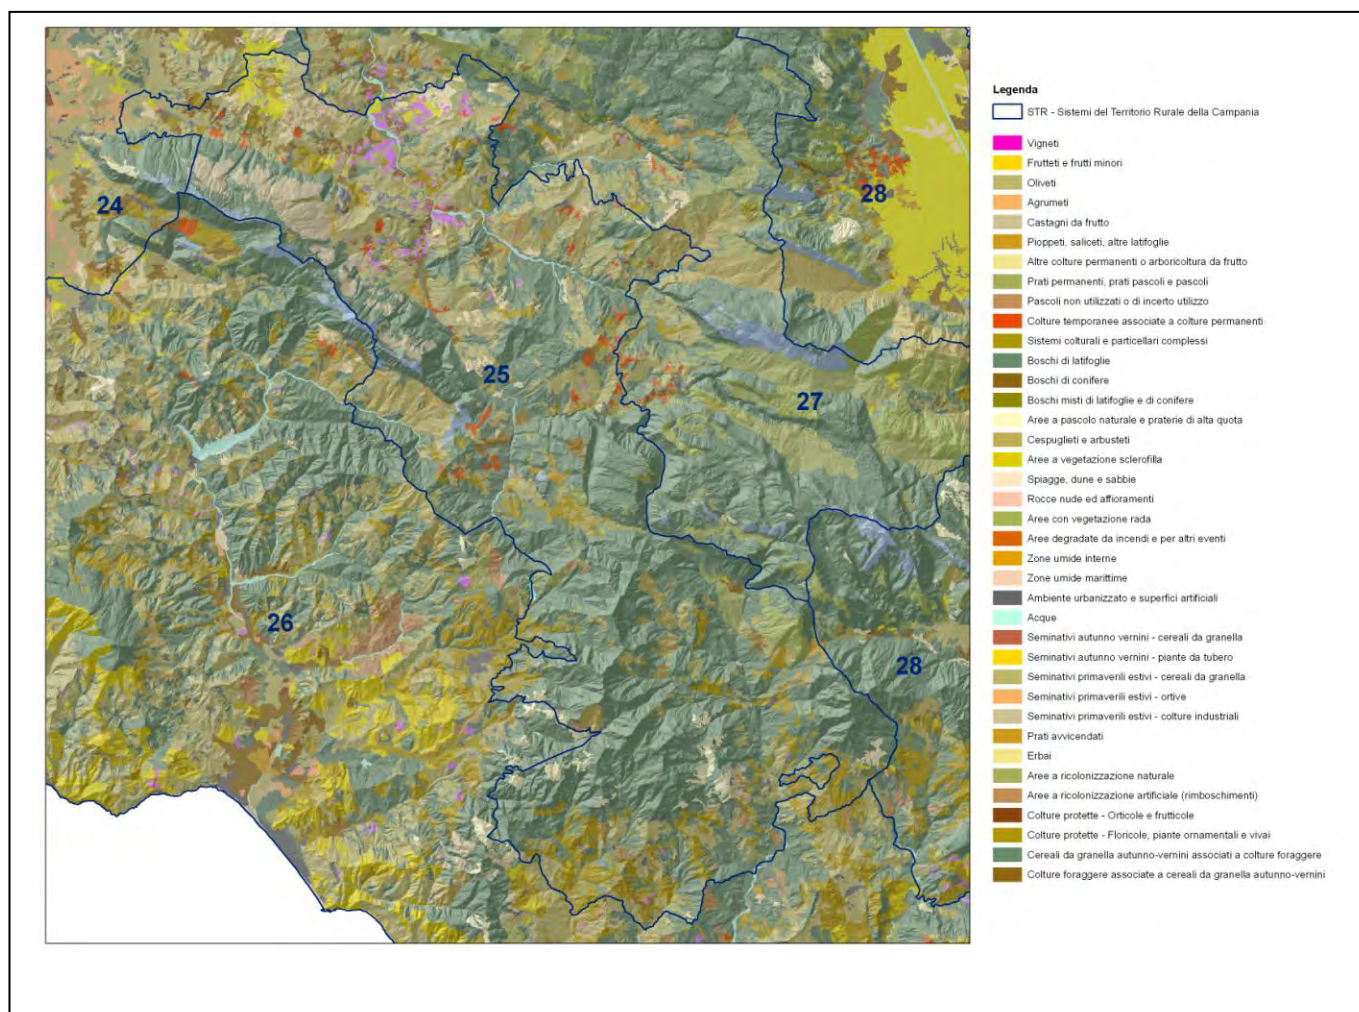 Legenda
STR - Sistemi del Territorio Rurale della Campania
Vigneti
Frutteti e frutti minori
Oliveti
Agrumeti
Castagni da frutto
Pioppeti, saliceti, altre latifoglie
Altre colture permanenti o arboricoltura da frutto
Prati permanenti, prati pascoli e pascoli
Pascoli non utilizzati o di incerto utilizzo
Colture temporanee associate a colture permanenti
Sistemi colturali e particellari complessi
Boschi di latifoglie
Boschi di conifere
Boschi misti di latifoglie e di conifere
Aree a pascolo naturale e praterie di alta quota
Cespuglieti e arbusteti
Aree a vegetazione sclerofilla
Spiagge, dune e sabbie
Rocce nude ed affioramenti
Aree con vegetazione rada
Aree degradate da incendi e per altri eventi
Zone umide interne
Zone umide marittime
Ambiente urbanizzato e superfici artificiali
Acque
Seminativi autunno vernini - cereali da granella
Seminativi autunno vernini - piante da tubero
Seminativi primaverili estivi - cereali da granella
Seminativi primaverili estivi - ortive
Seminativi primaverili estivi - colture industriali
Prati avvicendati
Erbai
Aree a ricolonizzazione naturale
Aree a ricolonizzazione artificiale (rimboschimenti)
Colture protette - Orticole e frutticole
Colture protette - Floricole, piante ornamentali e vivai
Cereali da granella autunno-vernini associati a colture foraggere
Colture foraggere associate a cereali da granella autunno-vernini
24
28
25
27
26
28